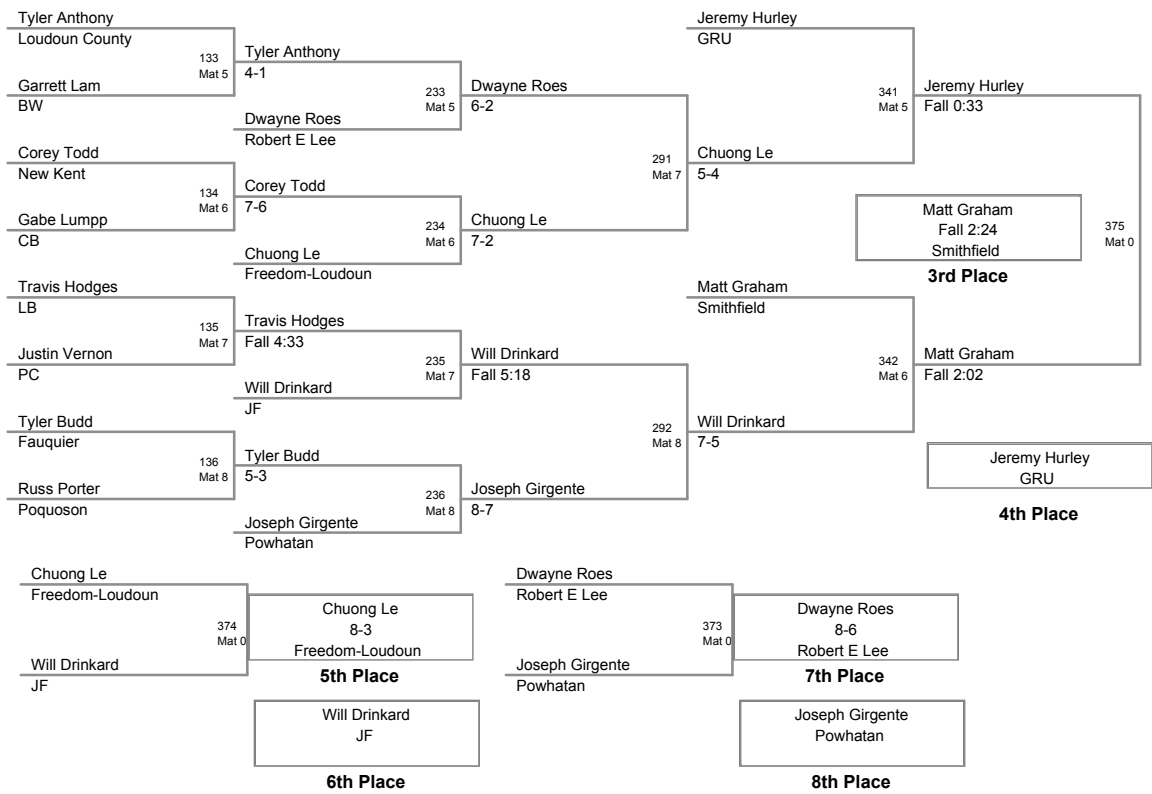 Tyler Anthony
Loudoun County
133
Mat 5
Garrett Lam
BW
Corey Todd
New Kent
134
Mat 6
Gabe Lumpp
CB
Travis Hodges
LB
135
Mat 7
Justin Vernon
PC
Tyler Budd
Fauquier
136
Mat 8
Russ Porter
Poquoson
Tyler Anthony
4-1
233
Mat 5
Dwayne Roes
Robert E Lee
Corey Todd
7-6
234
Mat 6
Chuong Le
Freedom-Loudoun
Travis Hodges
Fall 4:33
235
Mat 7
Will Drinkard
JF
Tyler Budd
5-3
236
Mat 8
Joseph Girgente
Powhatan
Dwayne Roes
6-2
291
Mat 7
Chuong Le
7-2
Will Drinkard
Fall 5:18
292
Mat 8
Joseph Girgente
8-7
Jeremy Hurley
GRU
341
Mat 5
Chuong Le
5-4
Matt Graham
Smithfield
342
Mat 6
Will Drinkard
7-5
Jeremy Hurley
Fall 0:33
375
Mat 0
Matt Graham
Fall 2:02
Matt Graham
Fall 2:24
Smithfield
3rd Place
Jeremy Hurley
GRU
4th Place
Chuong Le
Freedom-Loudoun
374
Mat 0
Will Drinkard
JF
Chuong Le
8-3
Freedom-Loudoun
5th Place
Will Drinkard
JF
6th Place
Dwayne Roes
Robert E Lee
373
Mat 0
Joseph Girgente
Powhatan
Dwayne Roes
8-6
Robert E Lee
7th Place
Joseph Girgente
Powhatan
8th Place